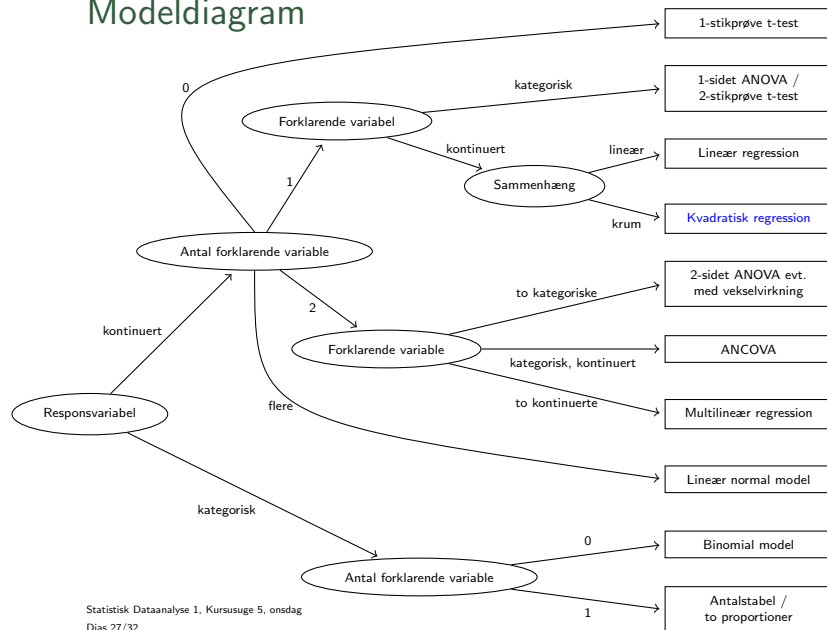 Modeldiagram
1-stikprøve t-test
0
kategorisk
1-sidet ANOVA /
2-stikprøve t-test
Forklarende variabel
kontinuert
lineær
Lineær regression
1
Sammenhæng
krum
Kvadratisk regression
Antal forklarende variable
2
to kategoriske
2-sidet ANOVA evt.
med vekselvirkning
kontinuert
Forklarende variable
kategorisk, kontinuert
ANCOVA
to kontinuerte
Multilineær regression
flere
Responsvariabel
Lineær normal model
kategorisk
0
Binomial model
Antal forklarende variable
1
Antalstabel /
to proportioner
Statistisk Dataanalyse 1, Kursusuge 5, onsdag
Dias 27/32